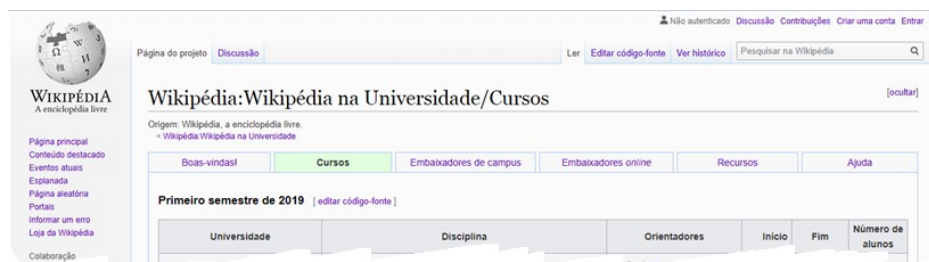 Não autenticado Discussão Contribuições Criar uma conta Entrar
Página do projeto Discussão Ler Editar código-fonte Ver histórico Pesquisar na Wikipédia
WIKIPÉDIA
A enciclopédia livre
Wikipédia:Wikipédia na Universidade/Cursos [ocultar]
Origem: Wikipédia, a enciclopédia livre.
< Wikipédia:Wikipédia na Universidade
Página principal
Conteúdo destacado
Eventos atuais
Esplanada
Página aleatória
Portais
Informar um erro
Loja da Wikipédia
Colaboração
Boas-vindas! Cursos Embaixadores de campus Embaixadores online Recursos Ajuda
Primeiro semestre de 2019 [ editar código-fonte ]
Universidade Disciplina Orientadores Início Fim Número de
alunos